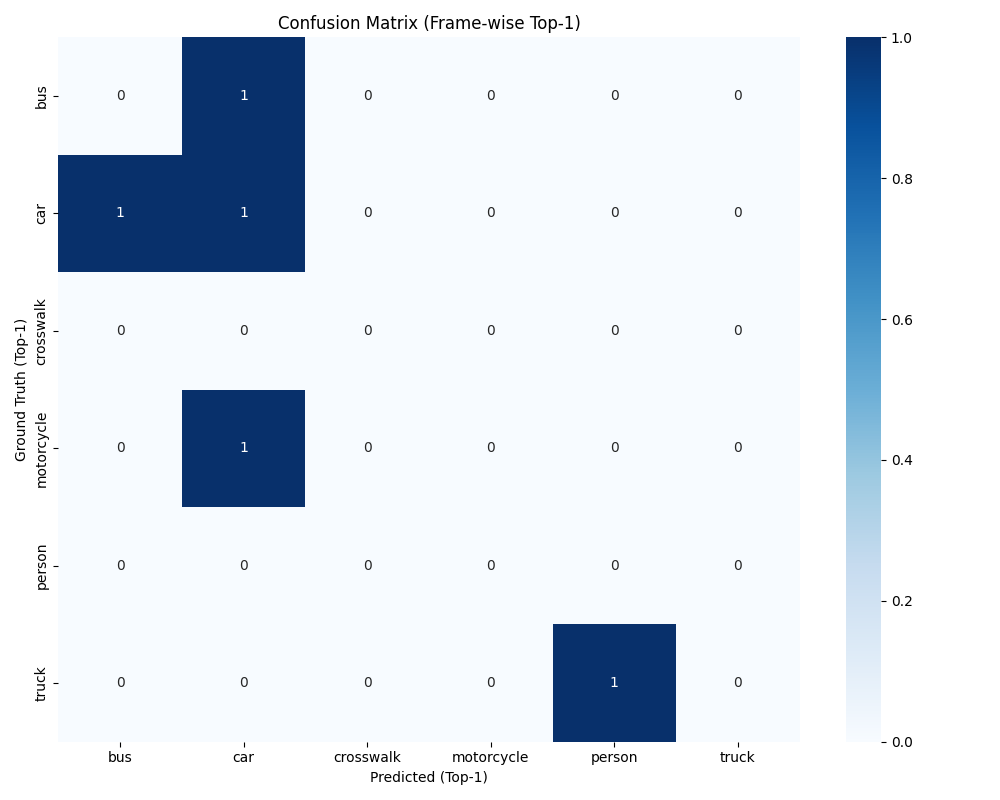 Confusion Matrix (Frame-wise Top-1)
Ground Truth (Top-1)
bus 0 1 0 0 0 0
car 1 1 0 0 0 0
crosswalk 0 0 0 0 0 0
motorcycle 0 1 0 0 0 0
person 0 0 0 0 0 0
truck 0 0 0 0 1 0
bus car crosswalk motorcycle person truck
Predicted (Top-1)
1.0
0.8
0.6
0.4
0.2
0.0